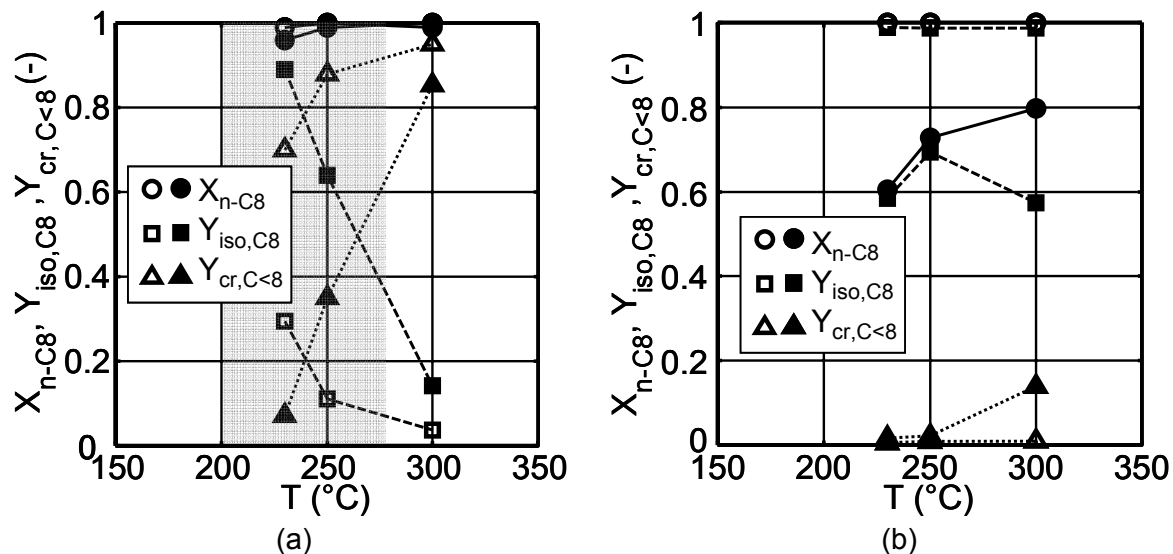 X_n-C8, Y_iso,C8, Y_cr, C<8 (-)
1
0.8
0.6
0.4
0.2
0
X_n-C8
Y_iso,C8
Y_cr,C<8
150 200 250 300 350
T (°C)
(a)
X_n-C8, Y_iso,C8, Y_cr,C<8 (-)
1
0.8
0.6
0.4
0.2
0
X_n-C8
Y_iso,C8
Y_cr,C<8
150 200 250 300 350
T (°C)
(b)